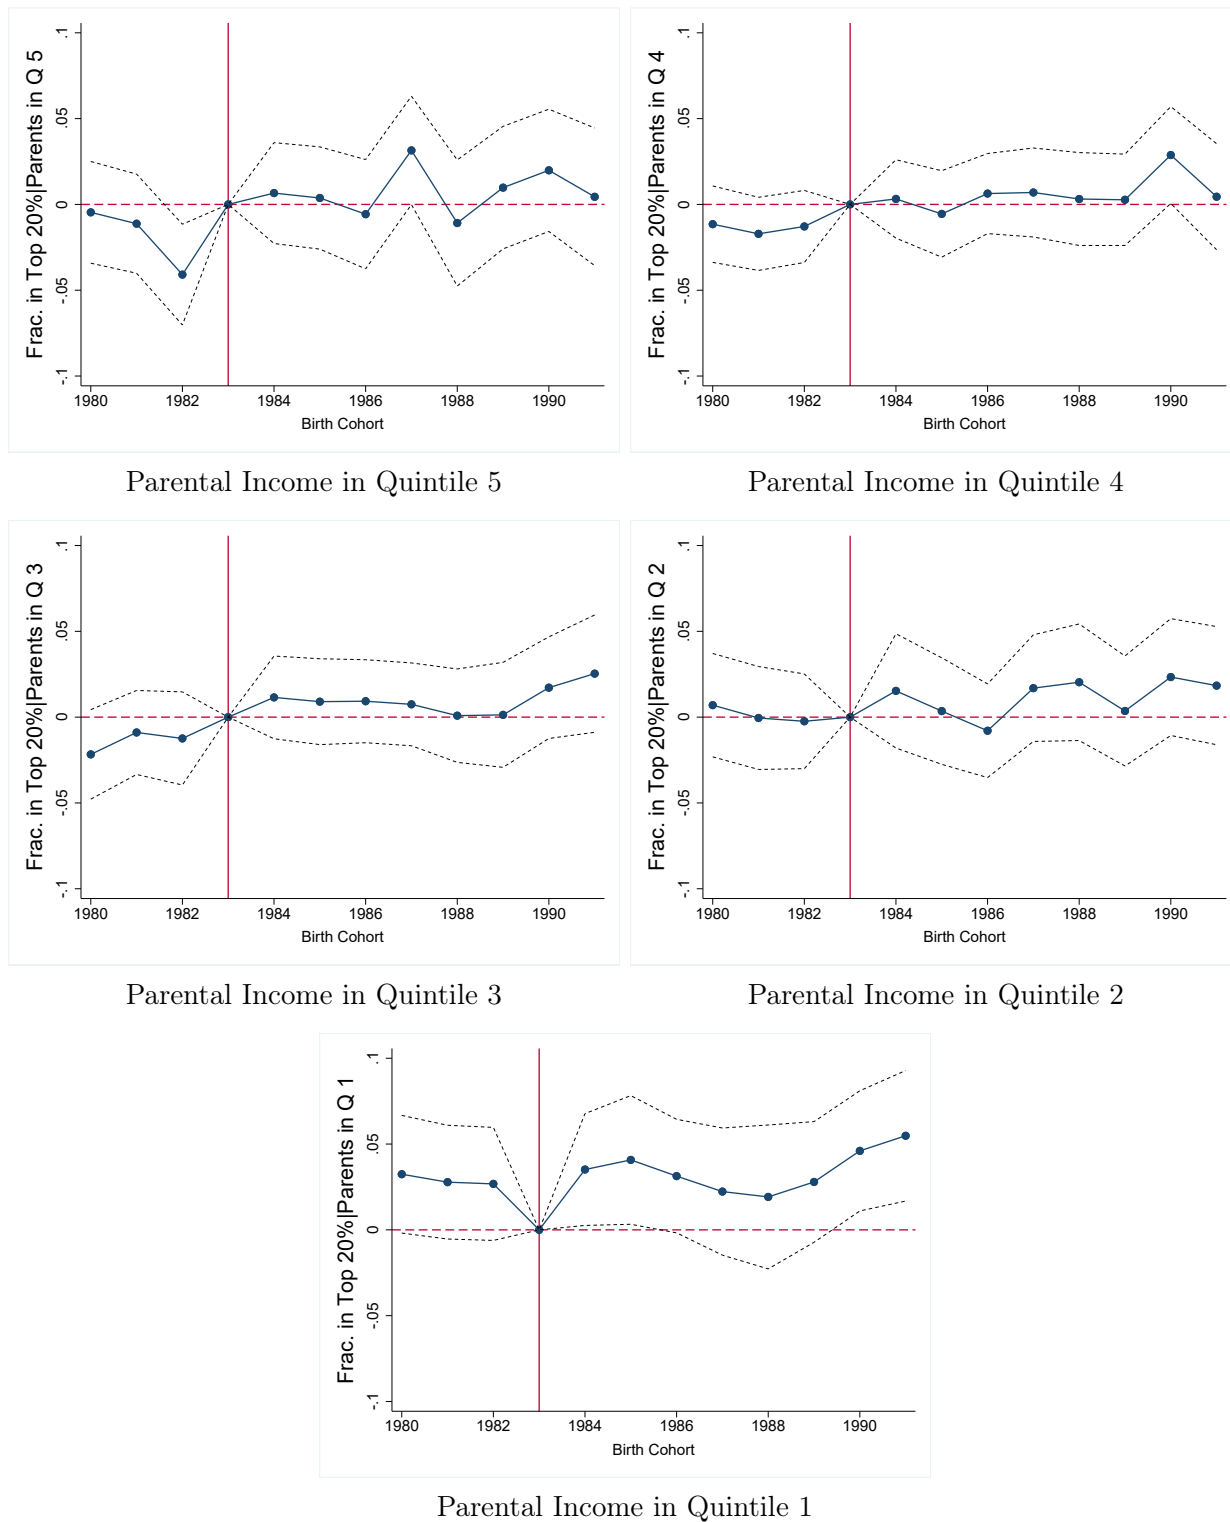 Frac. in Top 20%|Parents in Q 5
.1
.05
0
-.05
-.1
1980 1982 1984 1986 1988 1990
Birth Cohort
Parental Income in Quintile 5
Frac. in Top 20%|Parents in Q 4
.1
.05
0
-.05
-.1
1980 1982 1984 1986 1988 1990
Birth Cohort
Parental Income in Quintile 4
Frac. in Top 20%|Parents in Q 3
.1
.05
0
-.05
-.1
1980 1982 1984 1986 1988 1990
Birth Cohort
Parental Income in Quintile 3
Frac. in Top 20%|Parents in Q 2
.1
.05
0
-.05
-.1
1980 1982 1984 1986 1988 1990
Birth Cohort
Parental Income in Quintile 2
Frac. in Top 20%|Parents in Q 1
.1
.05
0
-.05
-.1
1980 1982 1984 1986 1988 1990
Birth Cohort
Parental Income in Quintile 1